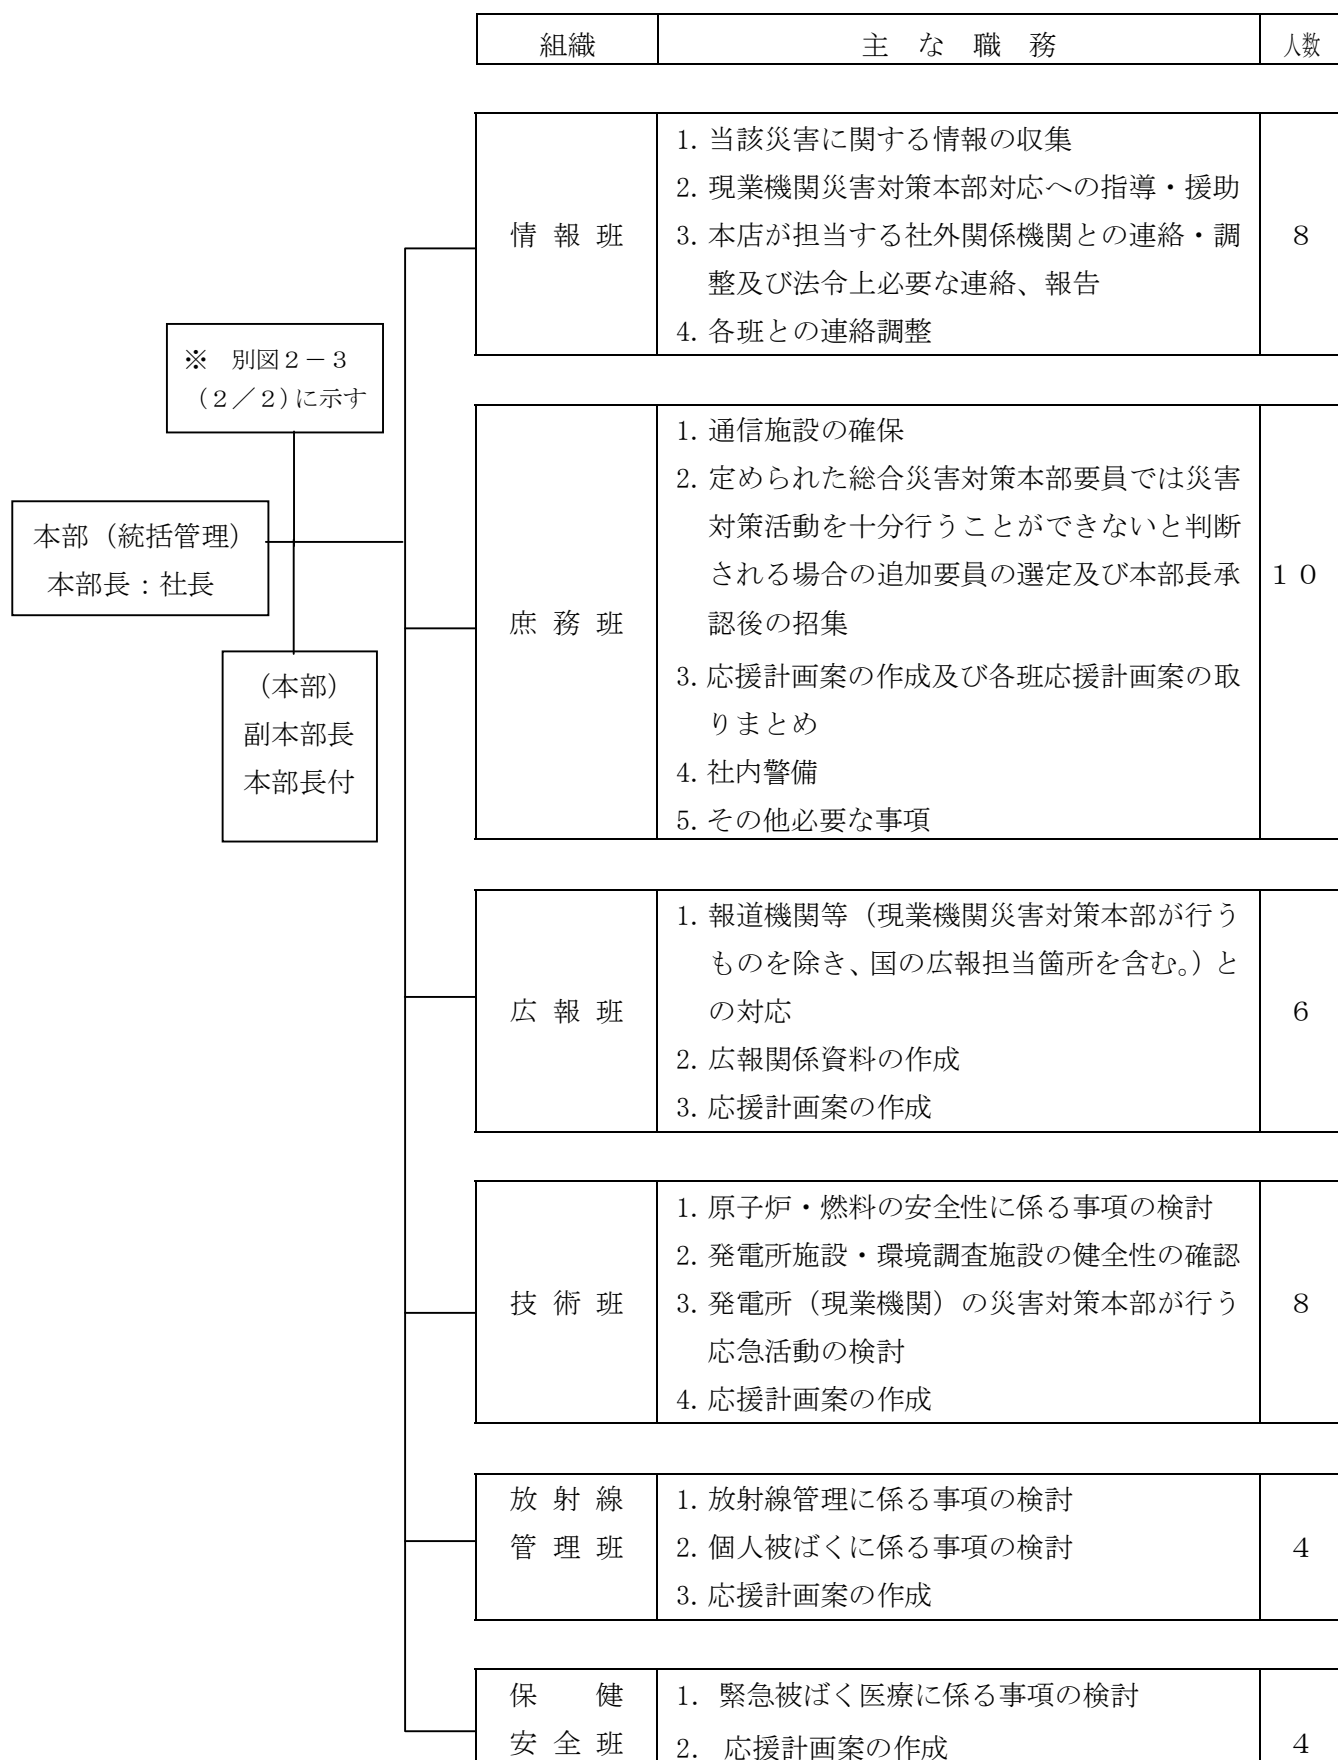 組織 主な職務 人数
1. 当該災害に関する情報の収集
2. 現業機関災害対策本部対応への指導・援助
情報班 3. 本店が担当する社外関係機関との連絡・調 8
整及び法令上必要な連絡、報告
4. 各班との連絡調整
※ 別図2-3
(2/2)に示す
本部（統括管理）
本部長：社長
(本部)
副本部長
本部長付
1. 通信施設の確保
2. 定められた総合災害対策本部要員では災害
対策活動を十分行うことができないと判断
される場合の追加要員の選定及び本部長承 10
庶務班 認後の招集
3. 応援計画案の作成及び各班応援計画案の取
りまとめ
4. 社内警備
5. その他必要な事項
1. 報道機関等（現業機関災害対策本部が行う
ものを除き、国の広報担当箇所を含む。）と
広報班 の対応 6
2. 広報関係資料の作成
3. 応援計画案の作成
1. 原子炉・燃料の安全性に係る事項の検討
2. 発電所施設・環境調査施設の健全性の確認
技術班 3. 発電所（現業機関）の災害対策本部が行う 8
応急活動の検討
4. 応援計画案の作成
放射線 1. 放射線管理に係る事項の検討
管理班 2. 個人被ばくに係る事項の検討 4
3. 応援計画案の作成
保健 1. 緊急被ばく医療に係る事項の検討
安全班 2. 応援計画案の作成 4